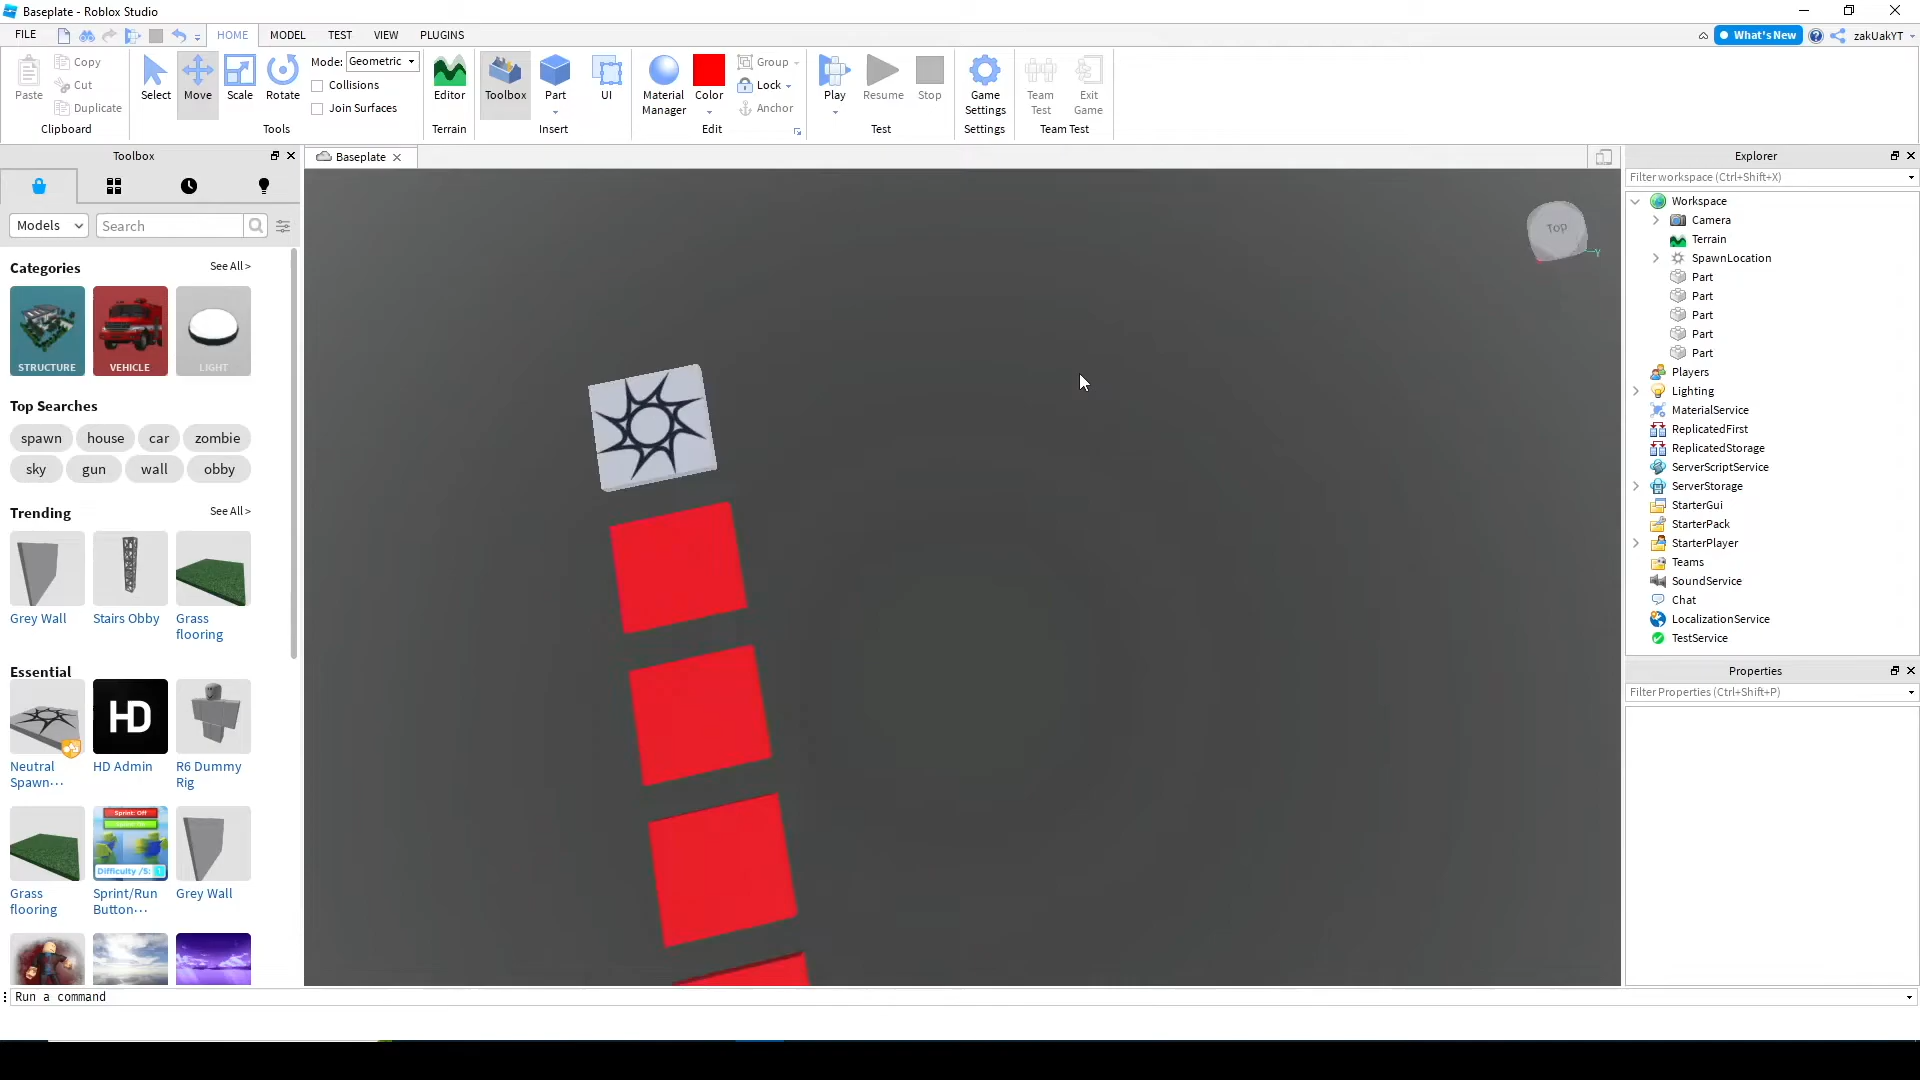 Baseplate - Roblox Studio
FILE
HOME
MODEL
TEST
VIEW
PLUGINS
What's New
zakUakYT
Paste
Copy
Cut
Duplicate
Clipboard
Select
Move
Scale
Rotate
Mode: Geometric
Collisions
Join Surfaces
Tools
Editor
Terrain
Toolbox
Part
UI
Insert
Material
Manager
Color
Group
Lock
Anchor
Edit
Play
Resume
Stop
Test
Game
Settings
Settings
Team
Test
Exit
Game
Team Test
Toolbox
Models
Search
Categories
See All >
STRUCTURE
VEHICLE
LIGHT
Top Searches
spawn
house
car
zombie
sky
gun
wall
obby
Trending
See All >
Grey Wall
Stairs Obby
Grass
flooring
Essential
HD
Neutral
Spawn···
HD Admin
R6 Dummy
Rig
Sprint: Off
Difficulty /5: 1
Grass
flooring
Sprint/Run
Button···
Grey Wall
Baseplate
Top
Y
Explorer
Filter workspace (Ctrl+Shift+X)
Workspace
Camera
Terrain
SpawnLocation
Part
Part
Part
Part
Part
Players
Lighting
MaterialService
ReplicatedFirst
ReplicatedStorage
ServerScriptService
ServerStorage
StarterGui
StarterPack
StarterPlayer
Teams
SoundService
Chat
LocalizationService
TestService
Properties
Filter Properties (Ctrl+Shift+P)
Run a command